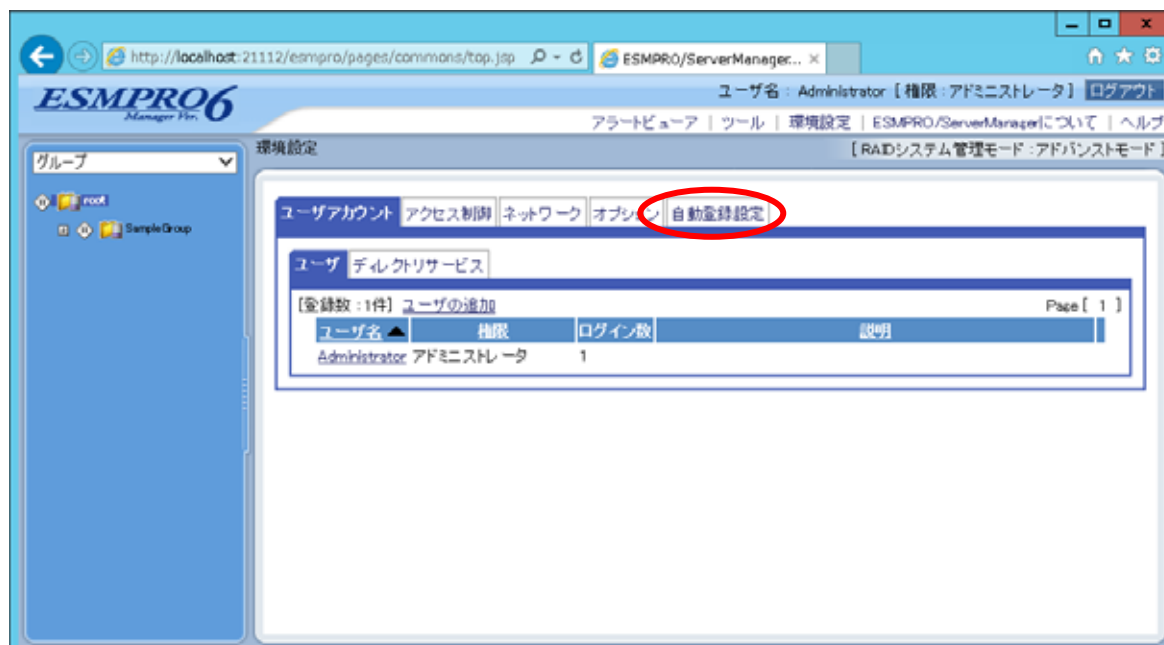 http://localhost:21112/esmpro/pages/commons/top.jsp
ESMPRO/ServerManager...
ESMPRO6
Manager Ver.
ユーザ名 : Administrator [ 権限 : アドミニストレータ ] ログアウト
アラートビューア | ツール | 環境設定 | ESMPRO/ServerManagerについて | ヘルプ
グループ
環境設定
[ RAIDシステム管理モード : アドバンストモード ]
root
SampleGroup
ユーザアカウント アクセス制御 ネットワーク オプション 自動登録設定
ユーザ ディレクトリサービス
[登録数 : 1件] ユーザの追加
Page [ 1 ]
ユーザ名 ▲ 権限 ログイン数 説明
Administrator アドミニストレータ 1